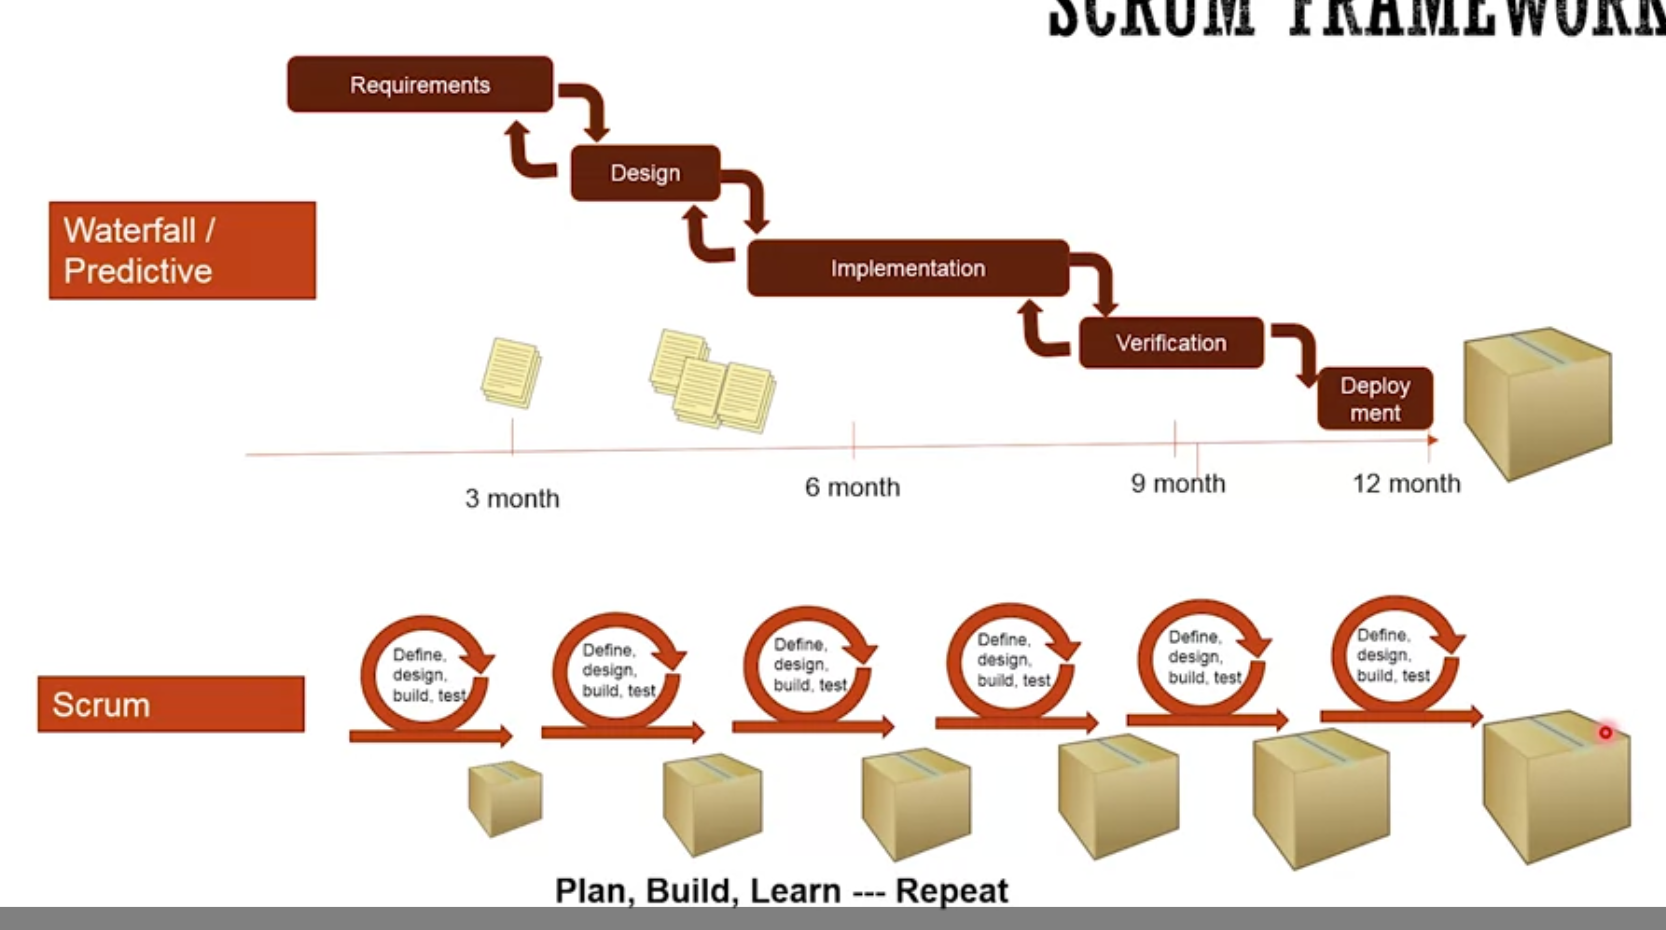 SCRUM FRAMEWORK
Requirements
Design
Waterfall /
Predictive
Implementation
Verification
Deploy
ment
3 month
6 month
9 month
12 month
Define,
design,
build, test
Define,
design,
build, test
Define,
design,
build, test
Define,
design,
build, test
Define,
design,
build, test
Define,
design,
build, test
Scrum
Plan, Build, Learn --- Repeat